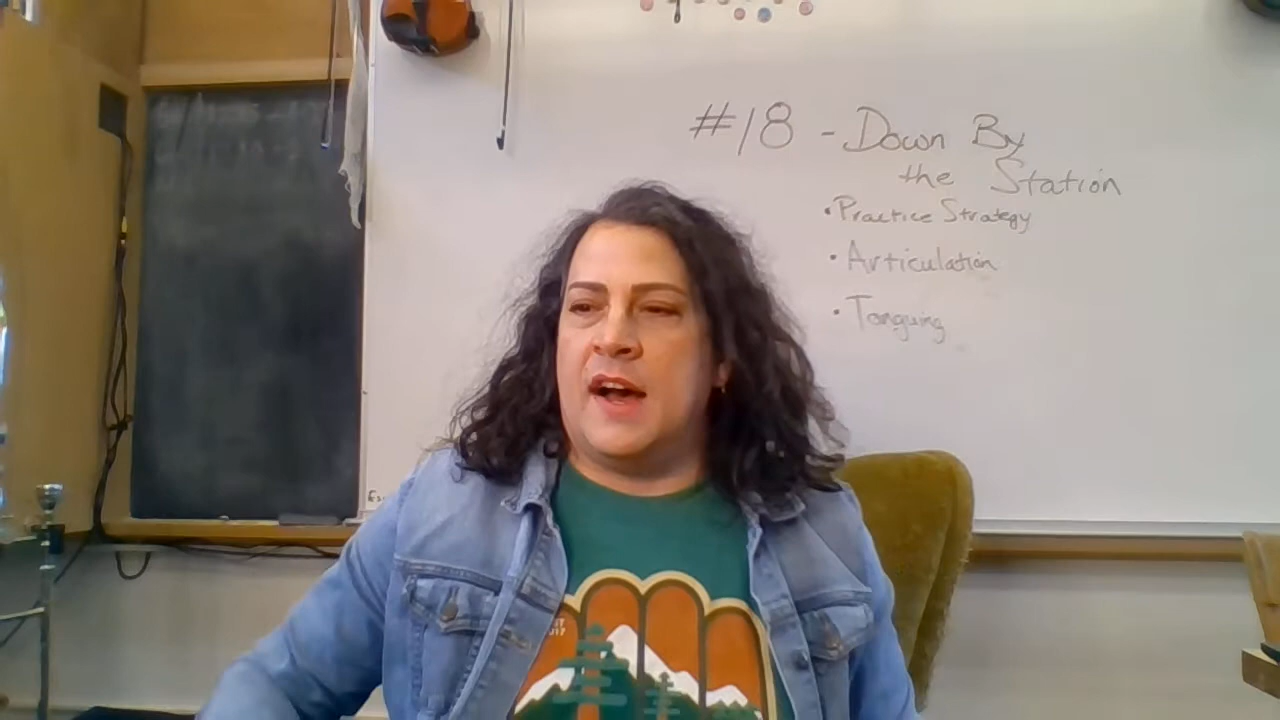 #18 - Down By
the Station
•Practice Strategy
•Articulation
•Tonguing